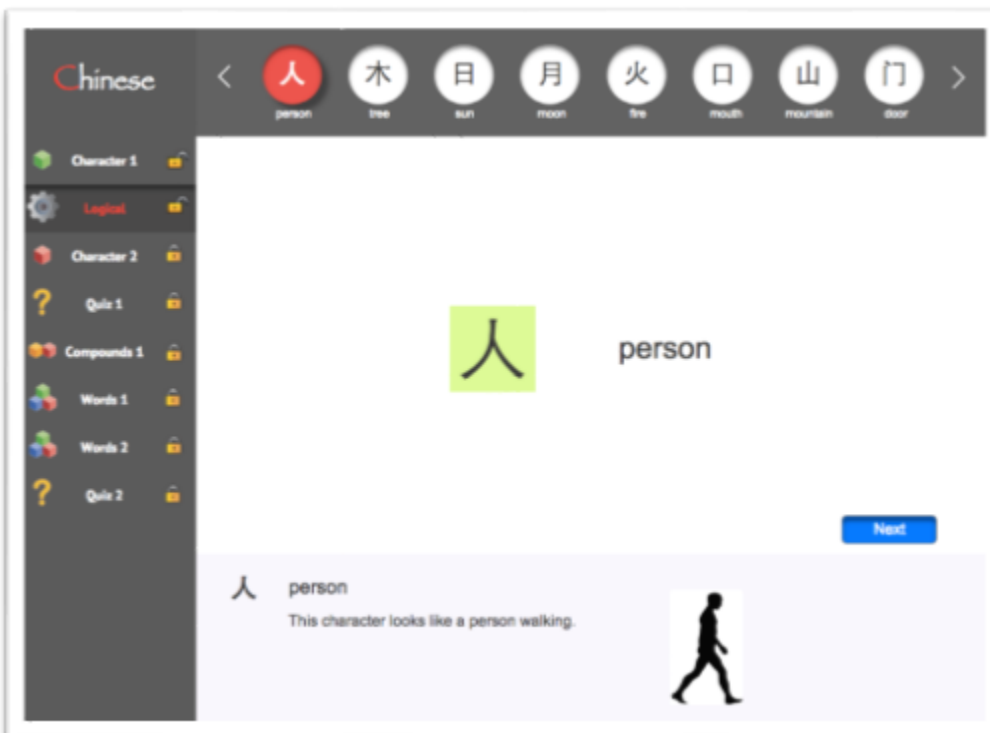 Chinese
人 木 日 月 火 口 山 门
person tree sun moon fire mouth mountain door
Character 1
Logical
Character 2
Quiz 1
Compounds 1
Words 1
Words 2
Quiz 2
人 person
Next
人 person
This character looks like a person walking.